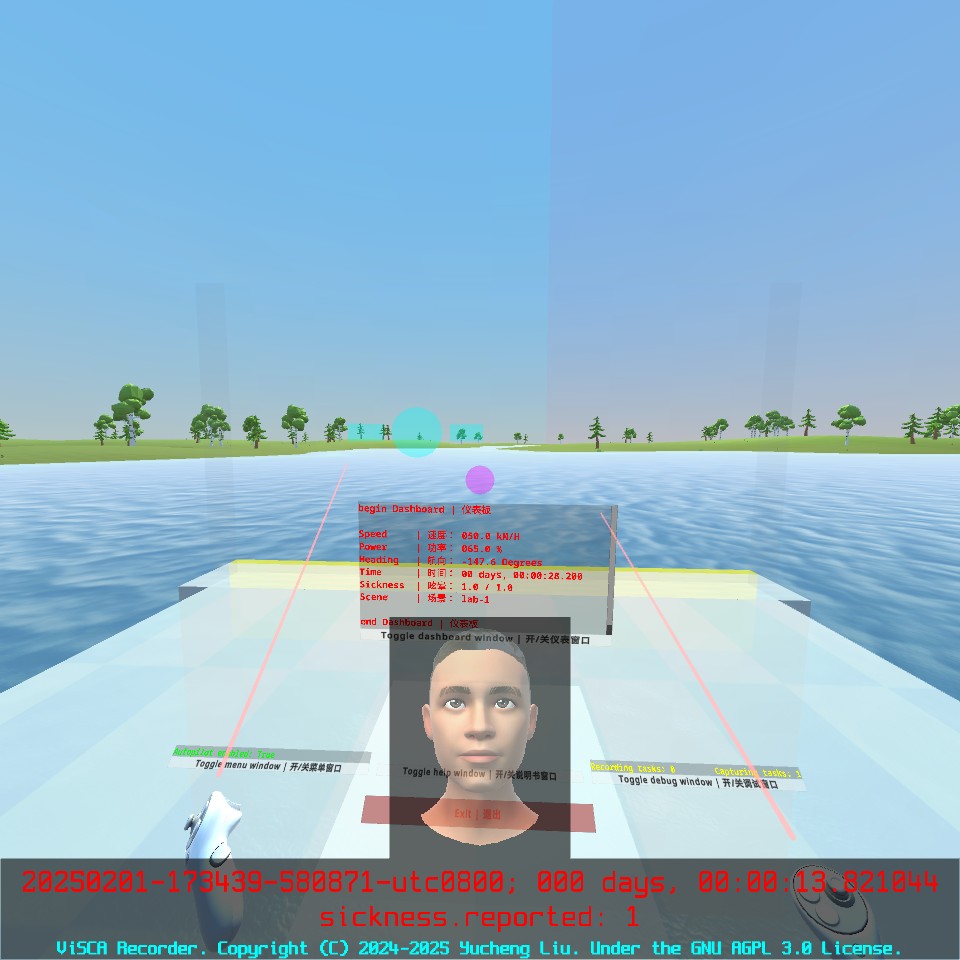 begin Dashboard | 仪表板
Speed | 速度: 050.0 kN/H
Power | 功率: 065.0 %
Heading | 航向: -147.6 Degrees
Time | 时间: 00 days, 00:00:28.200
Sickness | 眩晕: 1.0 / 1.0
Scene | 场景: lab-1
end Dashboard | 仪表板
Toggle dashboard window | 开/关仪表窗口
Autopilot enabled: True
Toggle menu window | 开/关菜单窗口
Toggle help window | 开/关说明书窗口
Recording tasks: 0 Capturing tasks: 1
Toggle debug window | 开/关调试窗口
Exit | 退出
20250201-173439-580871-utc0800; 000 days, 00:00:13.821044
sickness.reported: 1
ViSCA Recorder. Copyright (C) 2024-2025 Yucheng Liu. Under the GNU AGPL 3.0 License.